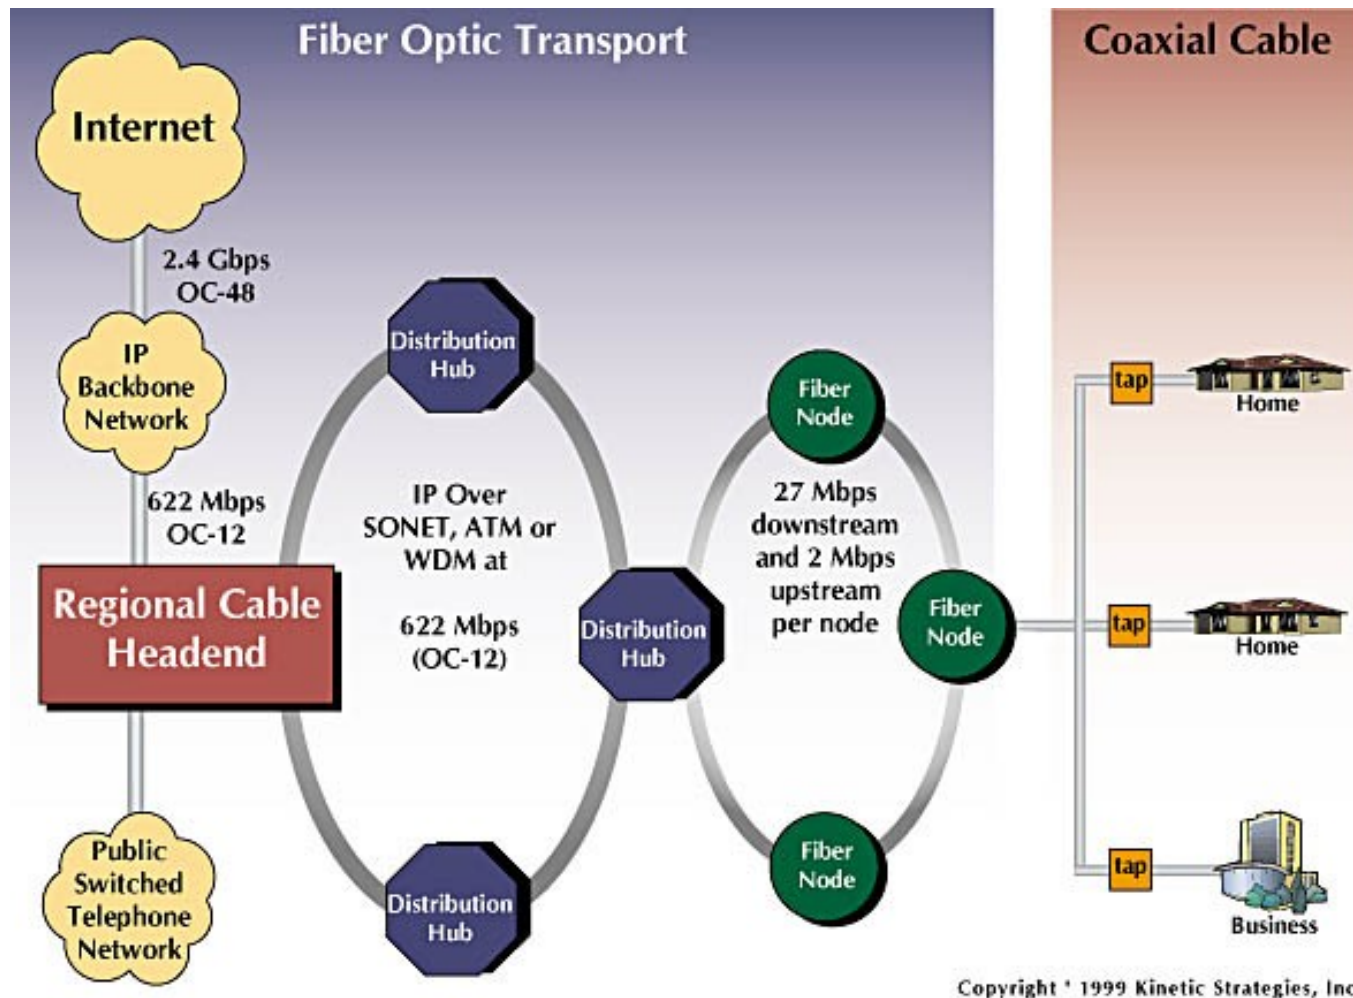 Fiber Optic Transport
Coaxial Cable
Internet
2.4 Gbps
OC-48
IP
Backbone
Network
622 Mbps
OC-12
Regional Cable
Headend
Public
Switched
Telephone
Network
Distribution
Hub
IP Over
SONET, ATM or
WDM at
622 Mbps
(OC-12)
Distribution
Hub
Distribution
Hub
Fiber
Node
27 Mbps
downstream
and 2 Mbps
upstream
per node
Fiber
Node
Fiber
Node
tap
Home
tap
Home
tap
Business
Copyright * 1999 Kinetic Strategies, Inc